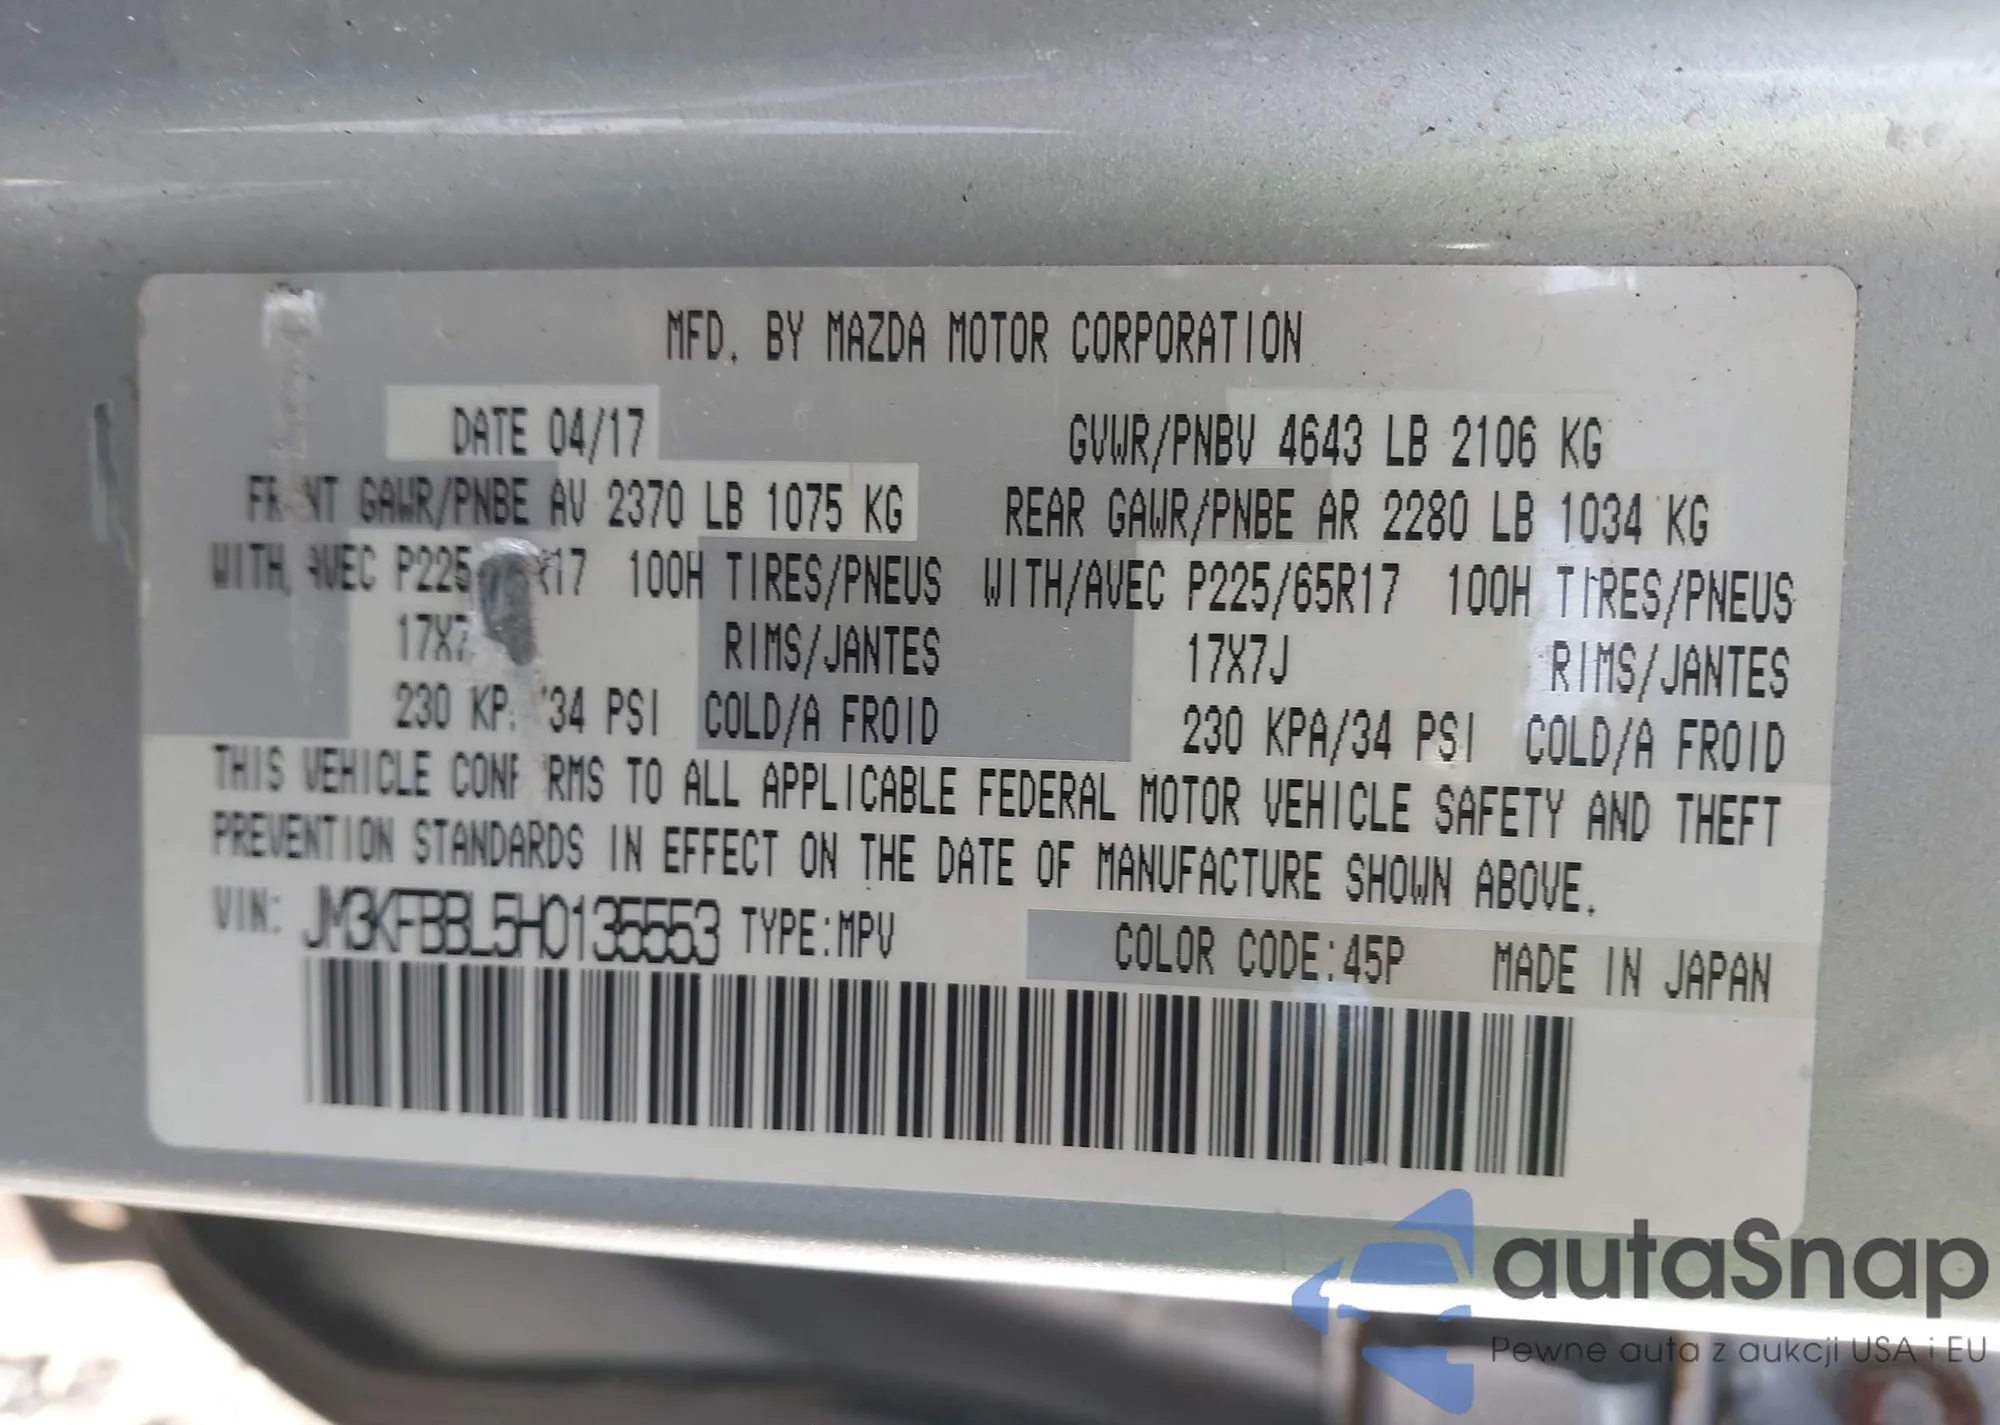 MFD. BY MAZDA MOTOR CORPORATION
DATE 04/17 GVWR/PNBV 4643 LB 2106 KG
GAWR/PNBE AV 2370 LB 1075 KG REAR GAWR/PNBE AR 2280 LB 1034 KG
100H TIRES/PNEUS WITH/AVEC P225/65R17 100H TIRES/PNEUS
RIMS/JANTES 17X7J RIMS/JANTES
230 34 PSI COLD/A FROID 230 KPA/34 PSI COLD/A FROID
THIS VEHICLE TO ALL APPLICABLE FEDERAL MOTOR VEHICLE SAFETY AND THEFT
PREVENTION STANDARDS IN EFFECT ON THE DATE OF MANUFACTURE SHOWN ABOVE.
VIN: JM3KFBBL5H0135553 TYPE:MPV COLOR CODE:45P MADE IN JAPAN
autaSnap
Pewne auta z aukcji USA i EU